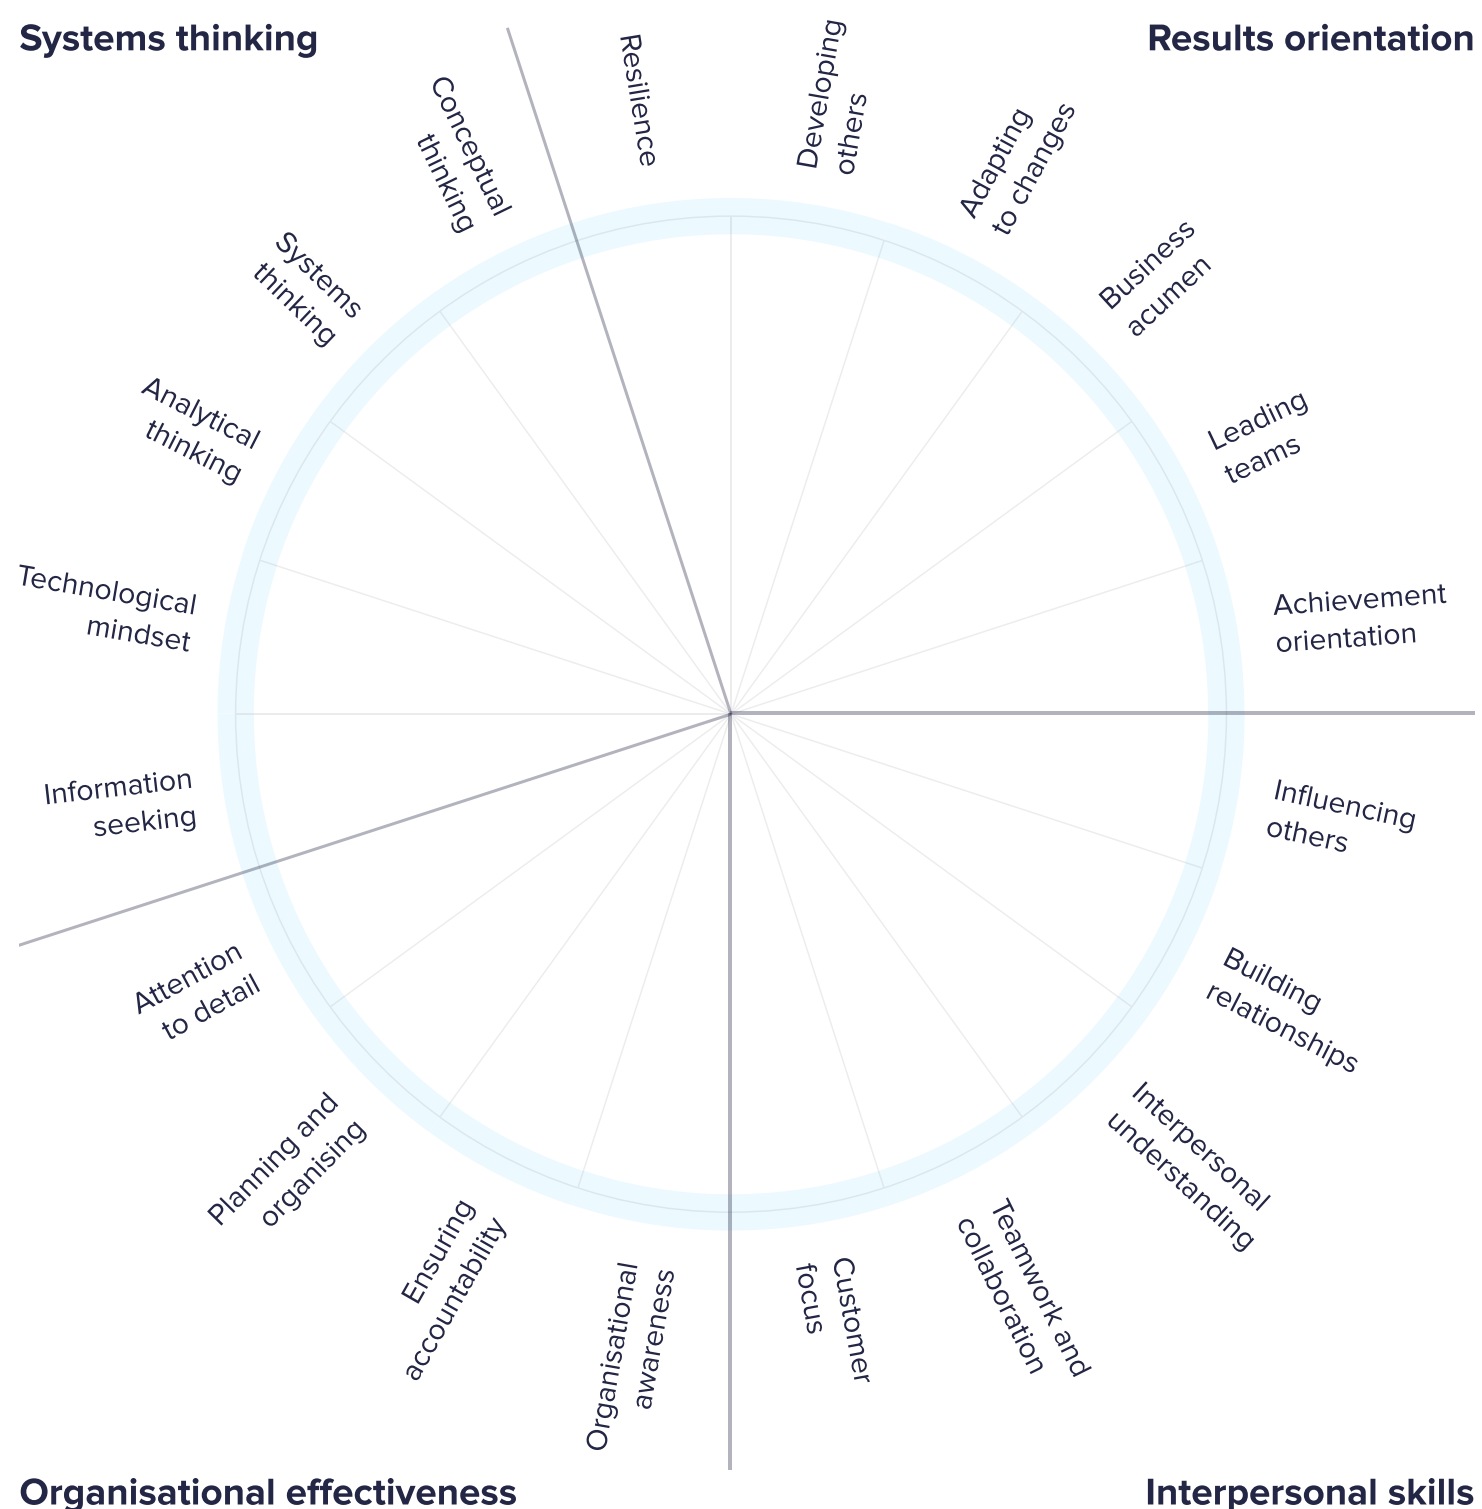 Systems thinking
Results orientation
Resilience
Developing
others
Adapting
to changes
Business
acumen
Leading
teams
Achievement
orientation
Influencing
others
Building
relationships
Interpersonal
understanding
Teamwork and
collaboration
Customer
focus
Organisational
awareness
Ensuring
accountability
Planning and
organising
Attention
to detail
Information
seeking
Technological
mindset
Analytical
thinking
Systems
thinking
Conceptual
thinking
Organisational effectiveness
Interpersonal skills